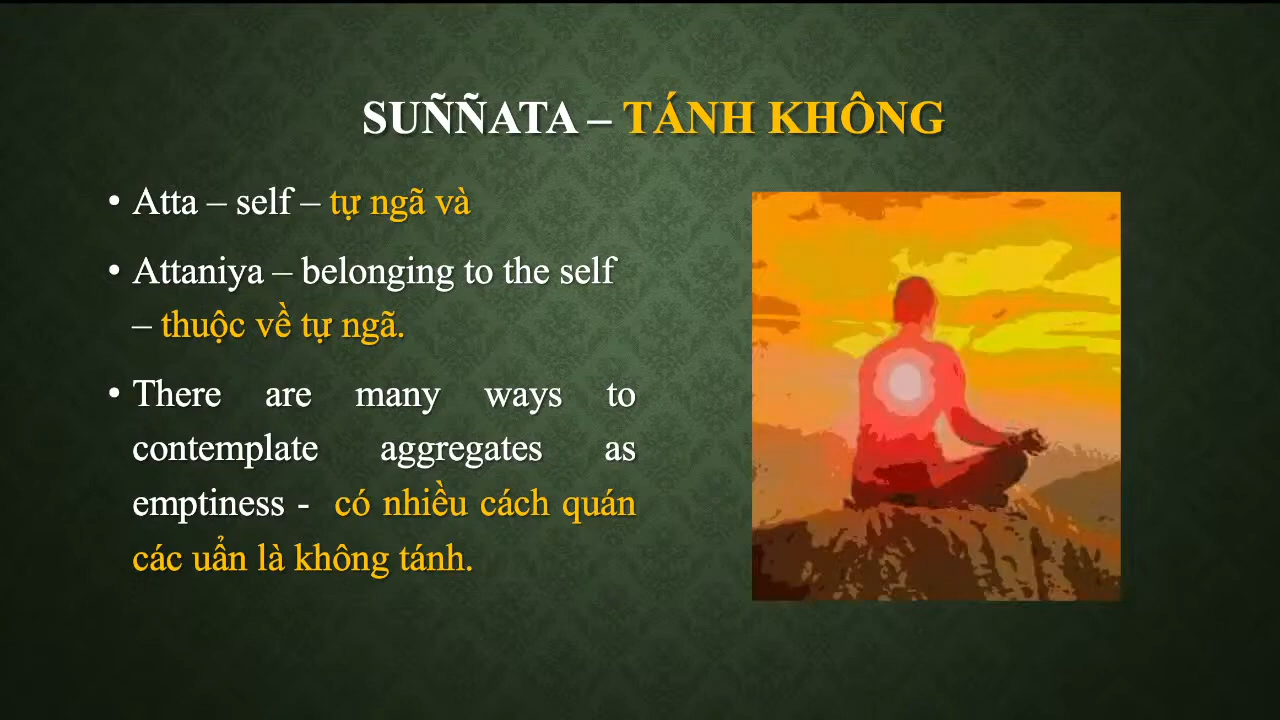 SUÑÑATA – TÁNH KHÔNG
• Atta – self – tự ngã và
• Attaniya – belonging to the self
– thuộc về tự ngã.
• There are many ways to
contemplate aggregates as
emptiness - có nhiều cách quán
các uẩn là không tánh.